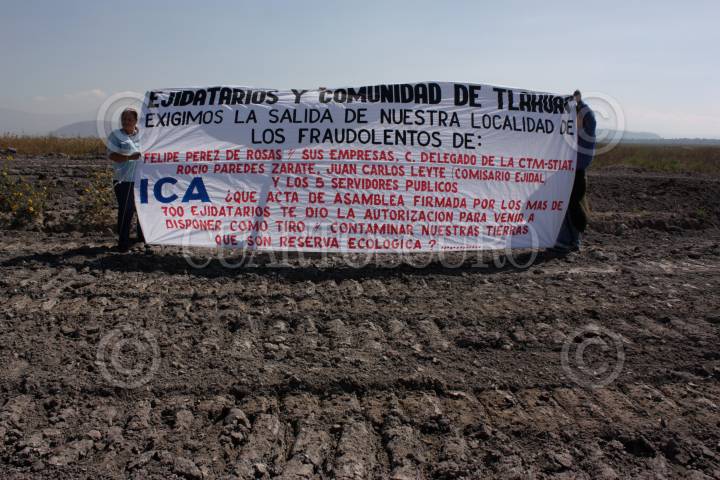 EJIDATARIOS Y COMUNIDAD DE TLAHUAC
EXIGIMOS LA SALIDA DE NUESTRA LOCALIDAD DE
LOS FRAUDOLENTOS DE:
FELIPE PEREZ DE ROSAS Y SUS EMPRESAS, C. DELEGADO DE LA CTM-STIAT.
ROCIO PAREDES ZARATE, JUAN CARLOS LEYTE (COMISARIO EJIDAL,
Y LOS 5 SERVIDORES PUBLICOS
ICA ¿QUE ACTA DE ASAMBLEA FIRMADA POR LOS MAS DE
700 EJIDATARIOS TE DIO LA AUTORIZACION PARA VENIR A
DISPONER COMO TIRO Y CONTAMINAR NUESTRAS TIERRAS
QUE SON RESERVA ECOLOGICA ? ...........
CUARTOSCURO